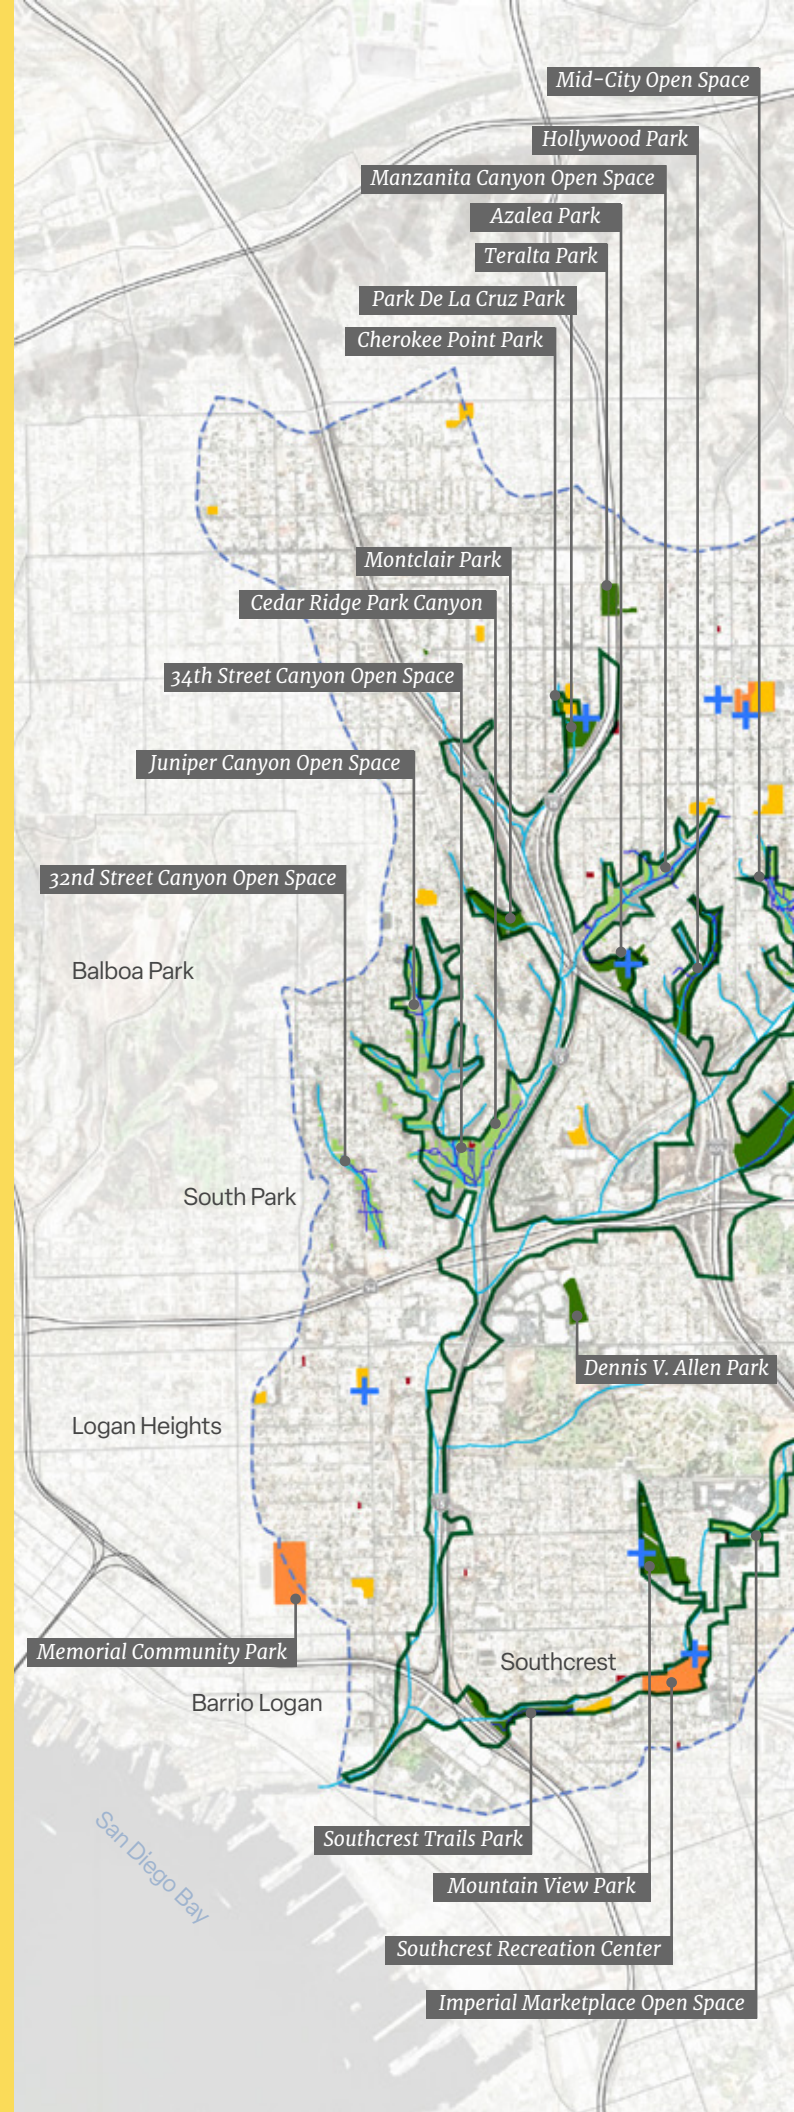 Mid-City Open Space
Hollywood Park
Manzanita Canyon Open Space
Azalea Park
Teralta Park
Park De La Cruz Park
Cherokee Point Park
Montclair Park
Cedar Ridge Park Canyon
34th Street Canyon Open Space
Juniper Canyon Open Space
32nd Street Canyon Open Space
Balboa Park
South Park
Dennis V. Allen Park
Logan Heights
Memorial Community Park
Southcrest
Barrio Logan
San Diego Bay
Southcrest Trails Park
Mountain View Park
Southcrest Recreation Center
Imperial Marketplace Open Space